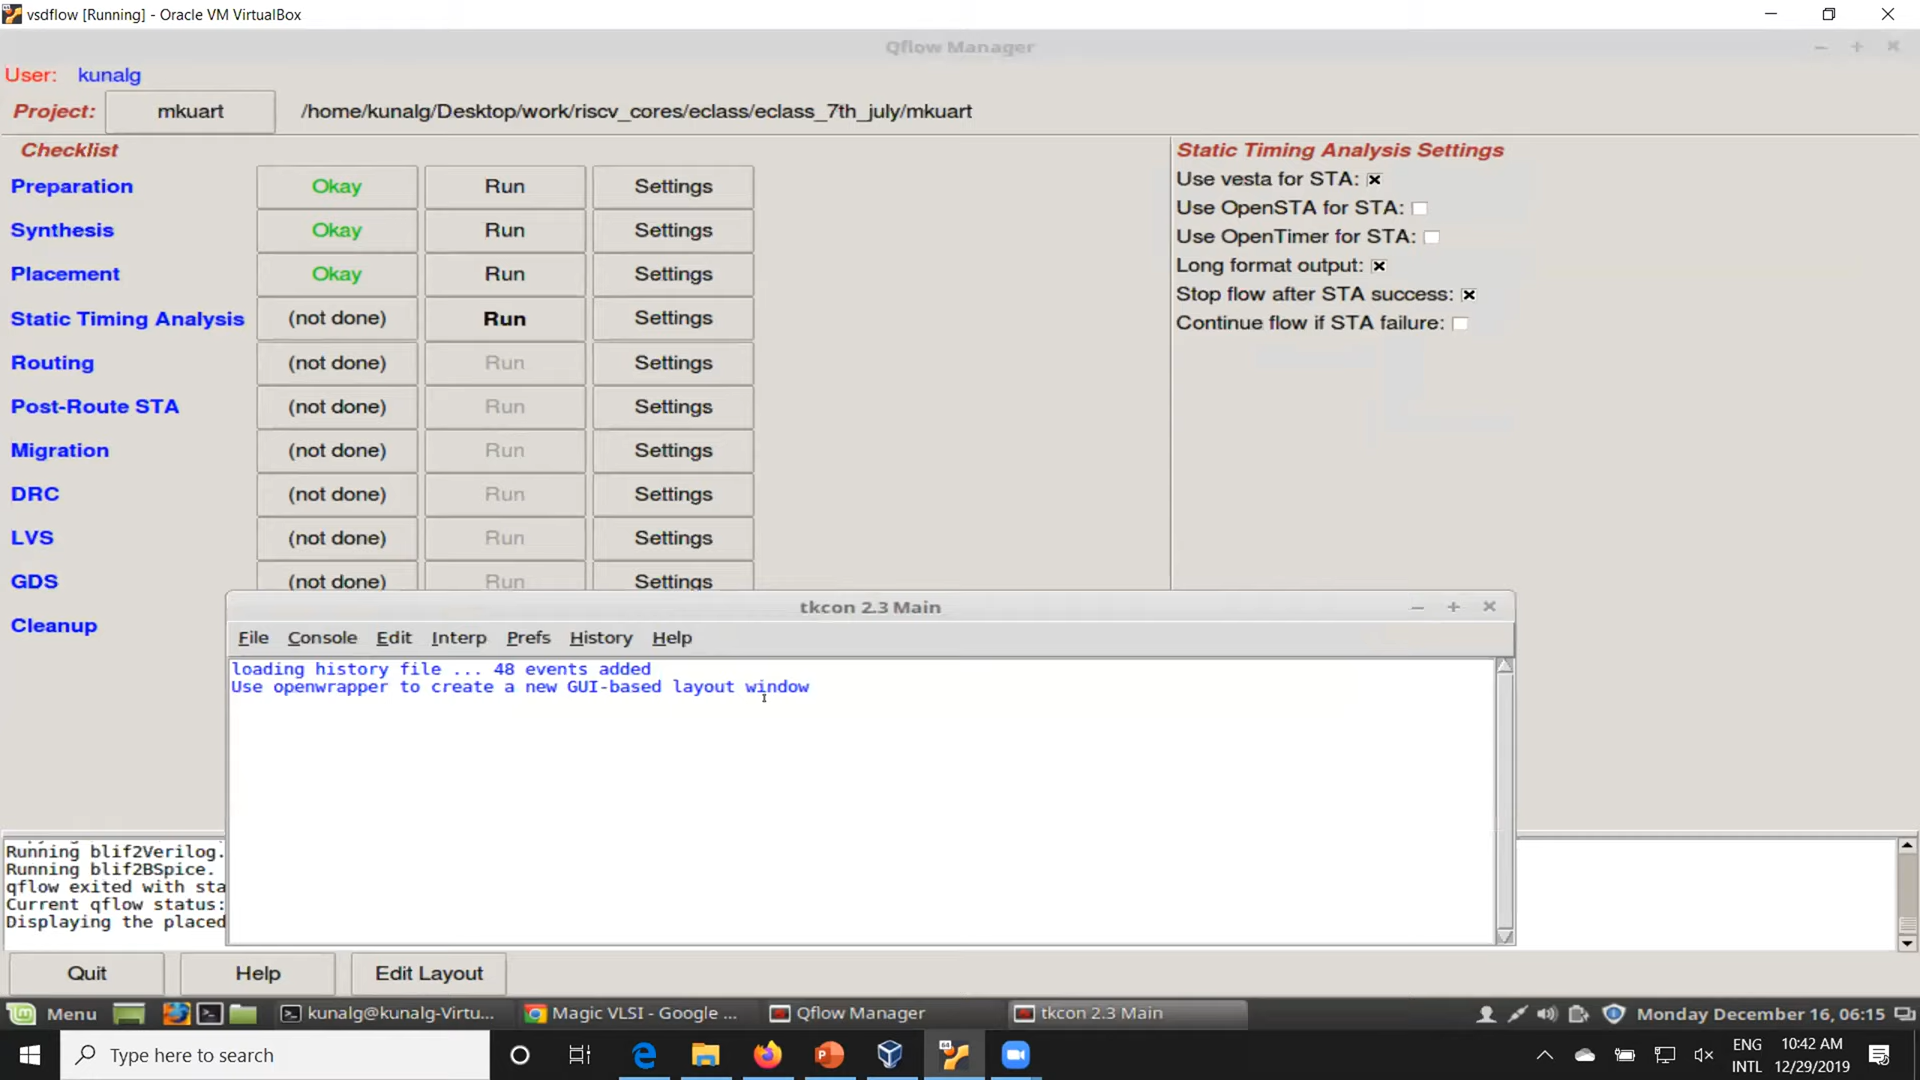 vsdflow [Running] - Oracle VM VirtualBox
Qflow Manager
User: kunalg
Project: mkuart /home/kunalg/Desktop/work/riscv_cores/eclass/eclass_7th_july/mkuart
Checklist
Preparation Okay Run Settings
Synthesis Okay Run Settings
Placement Okay Run Settings
Static Timing Analysis (not done) Run Settings
Routing (not done) Run Settings
Post-Route STA (not done) Run Settings
Migration (not done) Run Settings
DRC (not done) Run Settings
LVS (not done) Run Settings
GDS (not done) Run Settings
Cleanup
Static Timing Analysis Settings
Use vesta for STA:
Use OpenSTA for STA:
Use OpenTimer for STA:
Long format output:
Stop flow after STA success:
Continue flow if STA failure:
tkcon 2.3 Main
File Console Edit Interp Prefs History Help
loading history file ... 48 events added
Use openwrapper to create a new GUI-based layout window
Running blif2Verilog.
Running blif2BSpice.
qflow exited with sta
Current qflow status:
Displaying the placed
Quit Help Edit Layout
Menu kunalg@kunalg-Virtu... Magic VLSI - Google ... Qflow Manager tkcon 2.3 Main Monday December 16, 06:15
Type here to search
ENG
INTL
10:42 AM
12/29/2019